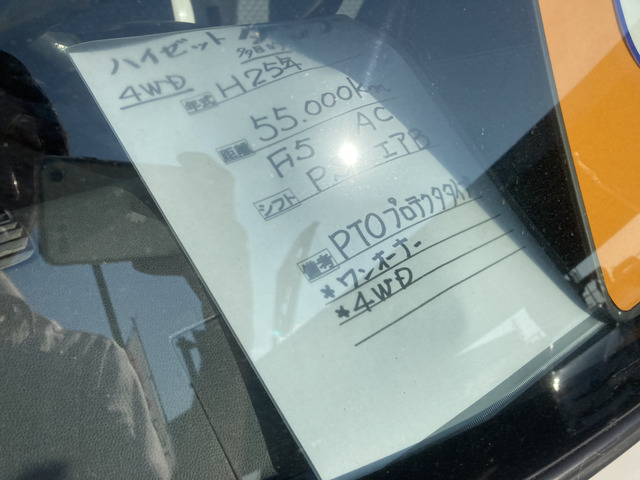 ハイゼット
4WD
年式 H25年
距離 55.000km
シフト F5 AC
P エアB
備考 PTOプロテクタ
*ワンオーナー
*4WD